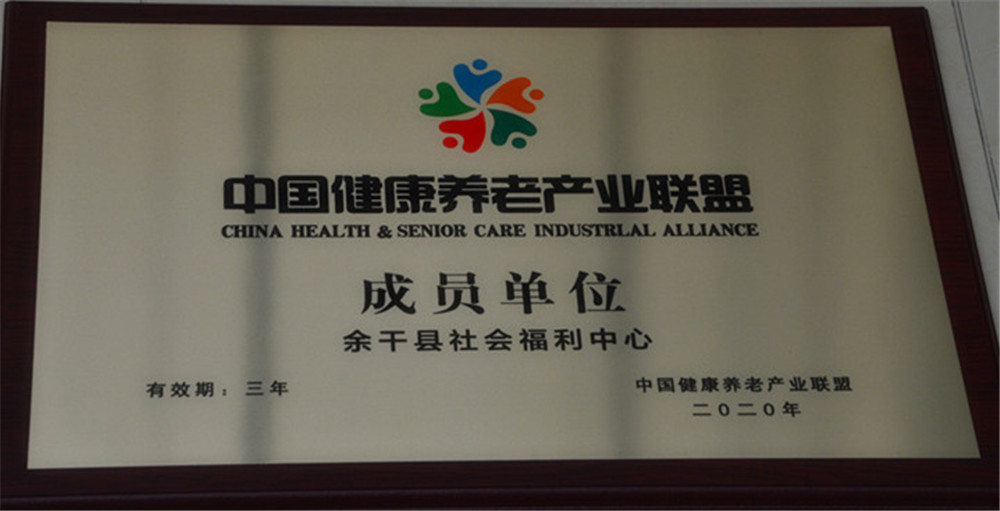 中国健康养老产业联盟
CHINA HEALTH & SENIOR CARE INDUSTRLAL ALLIANCE
成员单位
余干县社会福利中心
有效期：三年
中国健康养老产业联盟
二〇二〇年